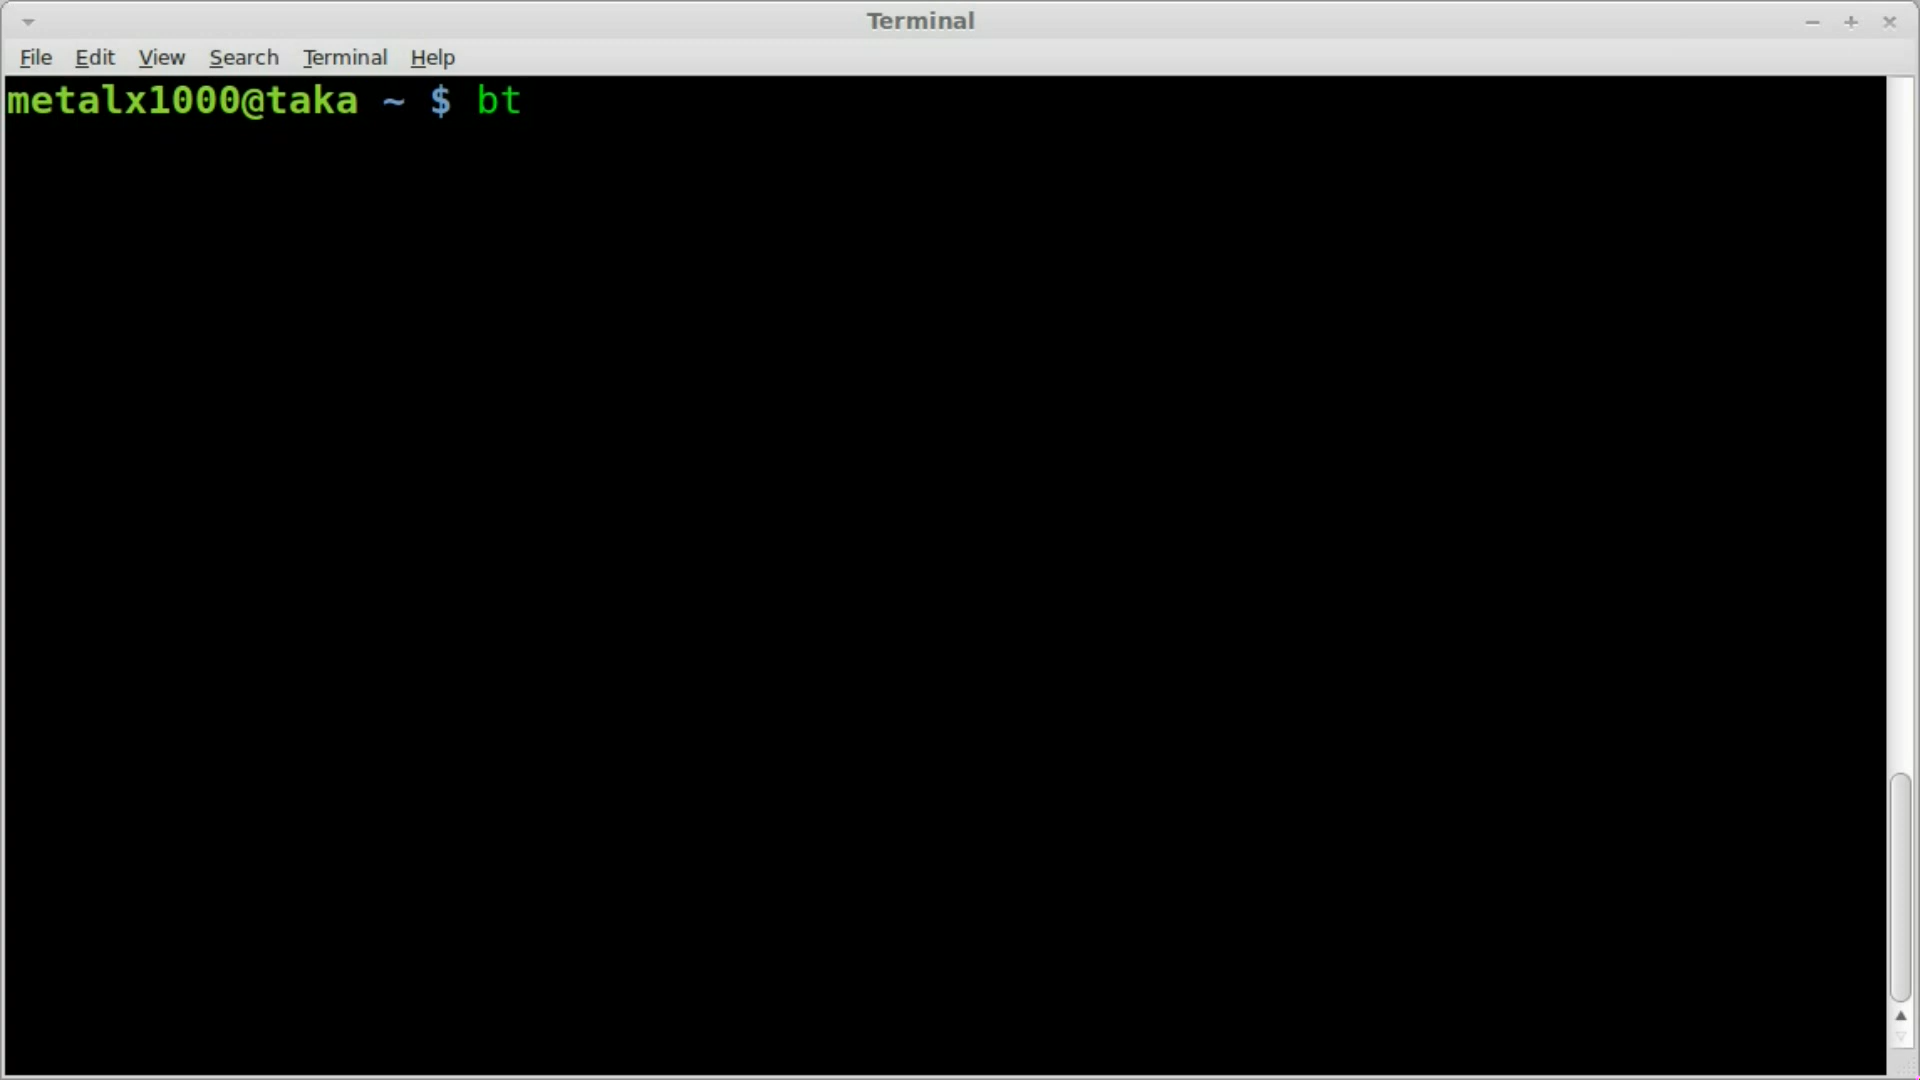 Terminal
File Edit View Search Terminal Help
metalx1000@taka ~ $ bt